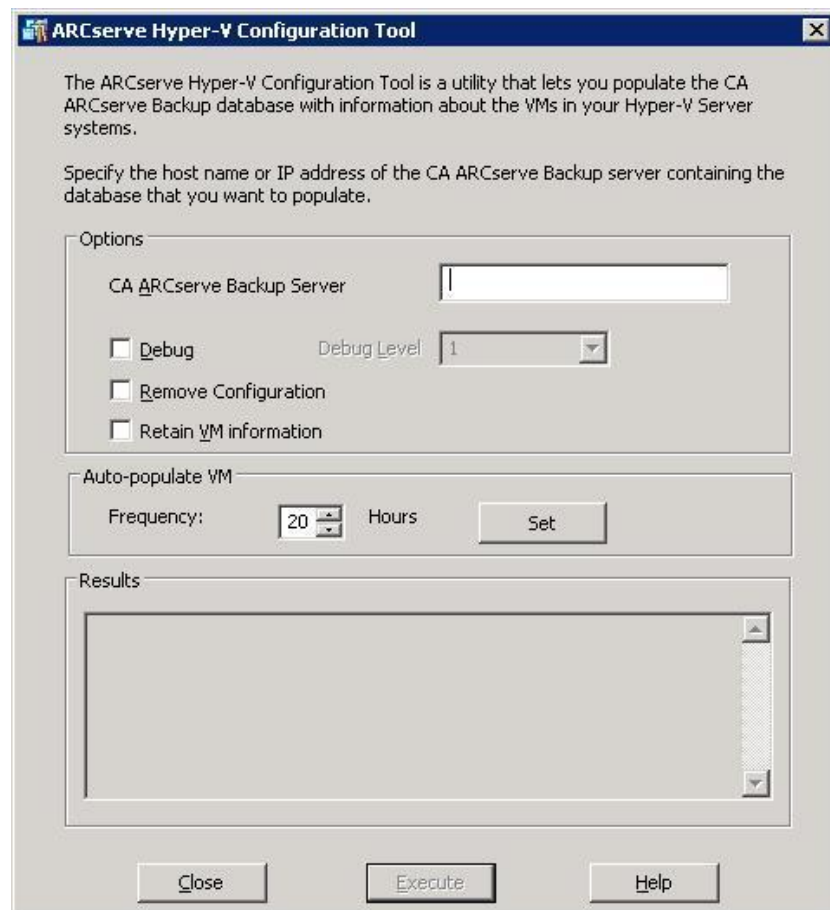 ARCserve Hyper-V Configuration Tool
The ARCserve Hyper-V Configuration Tool is a utility that lets you populate the CA
ARCserve Backup database with information about the VMs in your Hyper-V Server
systems.
Specify the host name or IP address of the CA ARCserve Backup server containing the
database that you want to populate.
Options
CA ARCserve Backup Server
Debug Debug Level 1
Remove Configuration
Retain VM information
Auto-populate VM
Frequency: 20 Hours Set
Results
Close Execute Help